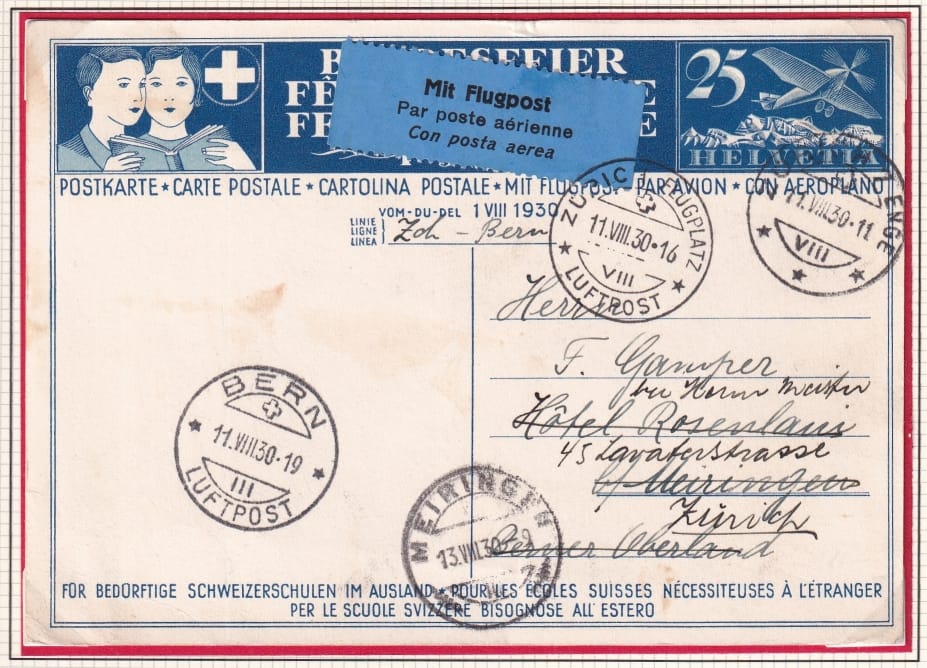 B ESFEIER
FÊ E
FE E
25
HELVETIA
Mit Flugpost
Par poste aérienne
Con posta aerea
POSTKARTE ★ CARTE POSTALE ★ CARTOLINA POSTALE ★ MIT FLUGPOS PAR AVION ★ CON AEROPLANO
VOM·DU·DEL 1 VIII 1930
LINIE
LIGNE
LINEA
Zch – Bern
ZÜRIC FLUGPLATZ
11.VIII.30·16
VIII
LUFTPOST
ENGE
11.VIII.30·11
VIII
Herrn
F. Gamper
bei Herrn Meister
Hôtel Rosenlaui
45 Lavaterstrasse
b/ Meiringen
Zürich
Berner Oberland
BERN
11.VIII.30·19
III
LUFTPOST
MEIRINGEN
13.VIII.30
FÜR BEDÜRFTIGE SCHWEIZERSCHULEN IM AUSLAND · POUR LES ÉCOLES SUISSES NÉCESSITEUSES À L'ÉTRANGER
PER LE SCUOLE SVIZZERE BISOGNOSE ALL' ESTERO